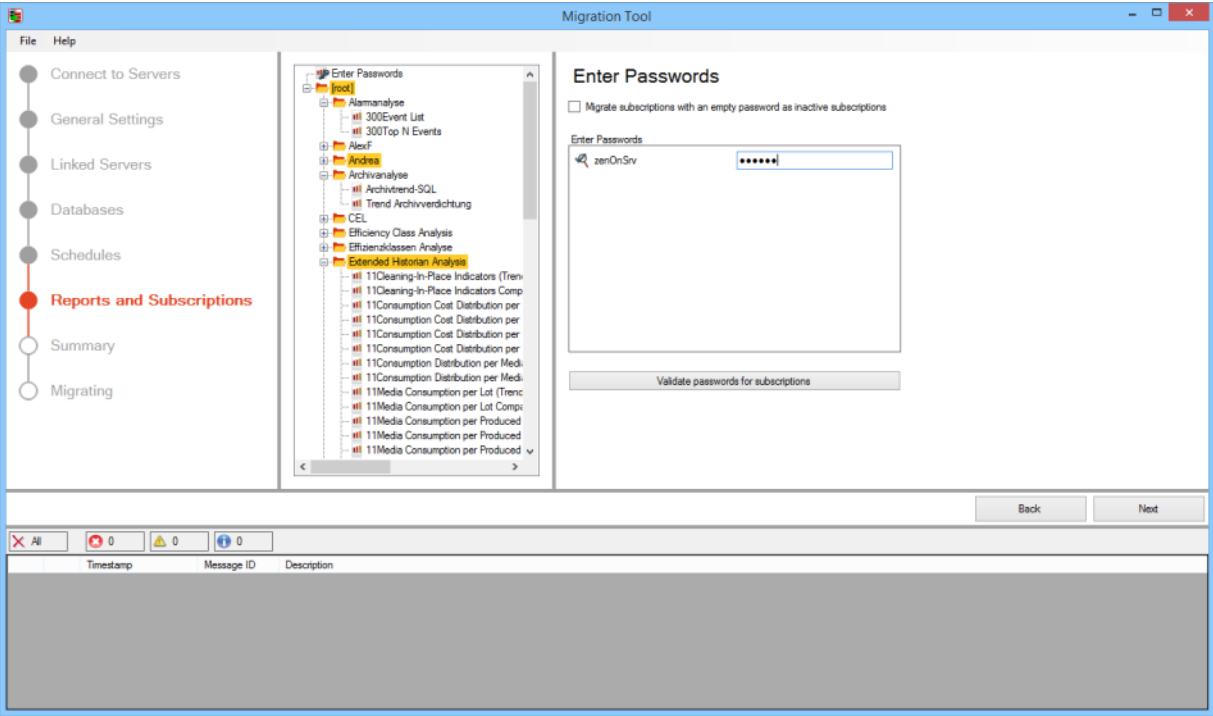 Migration Tool
File Help
Connect to Servers
General Settings
Linked Servers
Databases
Schedules
Reports and Subscriptions
Summary
Migrating
Enter Passwords
[root]
Alarmanalyse
300Event List
300Top N Events
AlexF
Andrea
Archivanalyse
Archivtrend-SQL
Trend Archivverdichtung
CEL
Efficiency Class Analysis
Effizienzklassen Analyse
Extended Historian Analysis
11Cleaning-In-Place Indicators (Tren
11Cleaning-In-Place Indicators Comp
11Consumption Cost Distribution per
11Consumption Cost Distribution per
11Consumption Cost Distribution per
11Consumption Cost Distribution per
11Consumption Distribution per Medi
11Consumption Distribution per Medi
11Media Consumption per Lot (Trend
11Media Consumption per Lot Compa
11Media Consumption per Produced
11Media Consumption per Produced
11Media Consumption per Produced
Enter Passwords
Migrate subscriptions with an empty password as inactive subscriptions
Enter Passwords
zenOnSrv ••••••
Validate passwords for subscriptions
Back Next
All 0 0 0
Timestamp Message ID Description